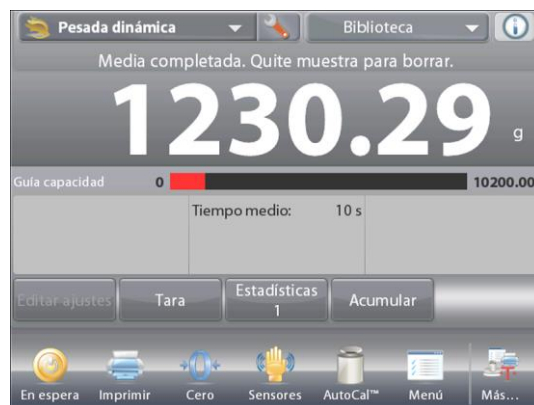 Pesada dinámica Biblioteca
Media completada. Quite muestra para borrar.
1230.29 g
Guía capacidad 0 10200.00
Tiempo medio: 10 s
Editar ajustes Tara Estadísticas 1 Acumular
En espera Imprimir Cero Sensores AutoCal™ Menú Más...